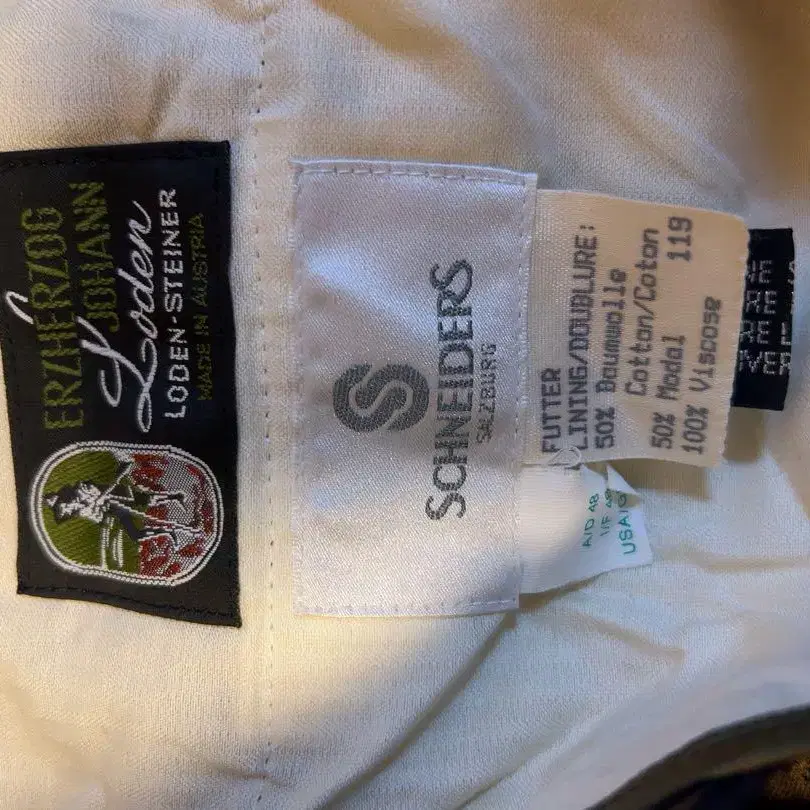 ERZHERZOG
JOHANN
Loden
LODEN-STEINER
MADE IN AUSTRIA
S
SCHNEIDERS
SALZBURG
FUTTER
LINING/DOUBLURE:
50% Baumwolle
Cotton/Coton
50% Modal 119
100% Viscose
A/D 48
I/F
USA/G